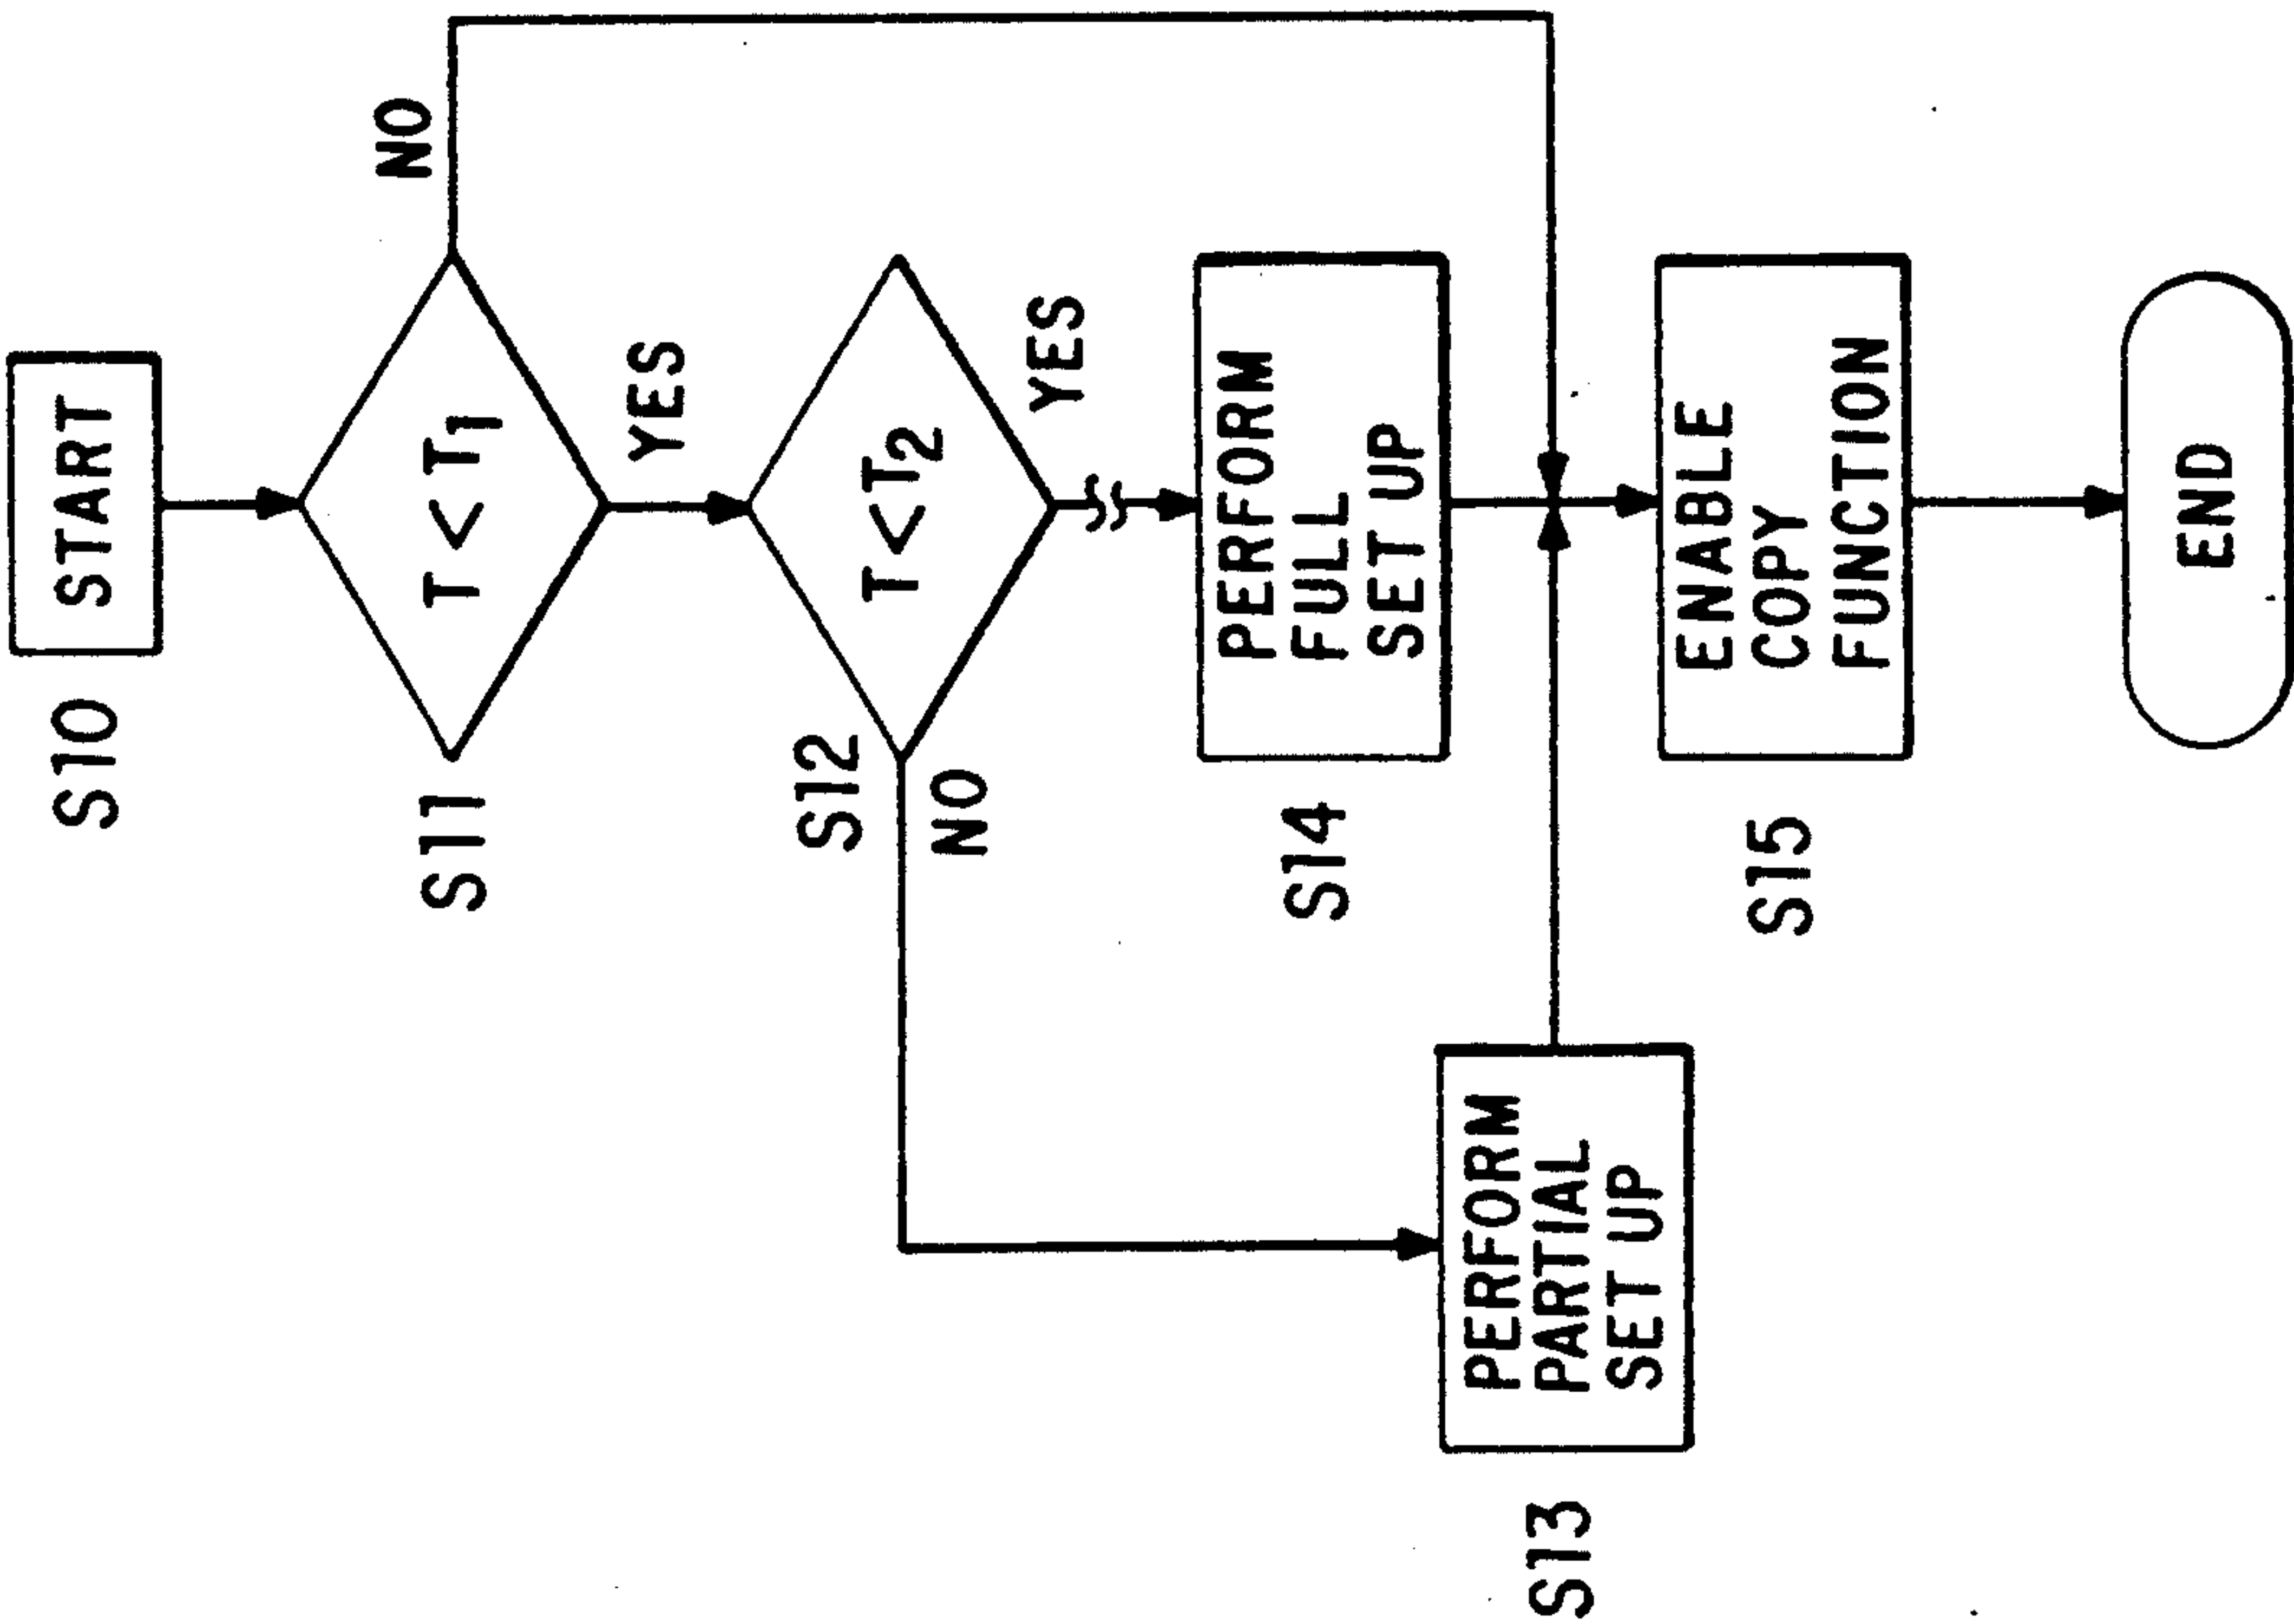 S10
START
S11
T < T1
NO
YES
S12
T<T2
NO
YES
S14
PERFORM
FULL
SET UP
S13
PERFORM
PARTIAL
SET UP
S15
ENABLE
COPY
FUNCTION
END